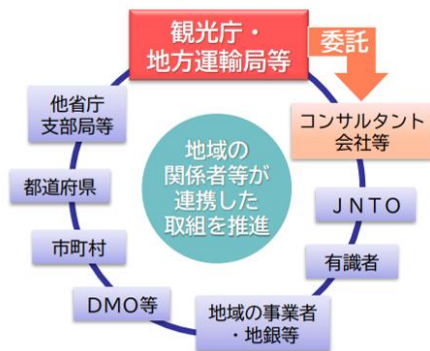 観光庁・
地方運輸局等
委託
コンサルタント
会社等
JNTO
有識者
地域の事業者
・地銀等
DMO等
市町村
都道府県
他省庁
支部局等
地域の
関係者等が
連携した
取組を推進